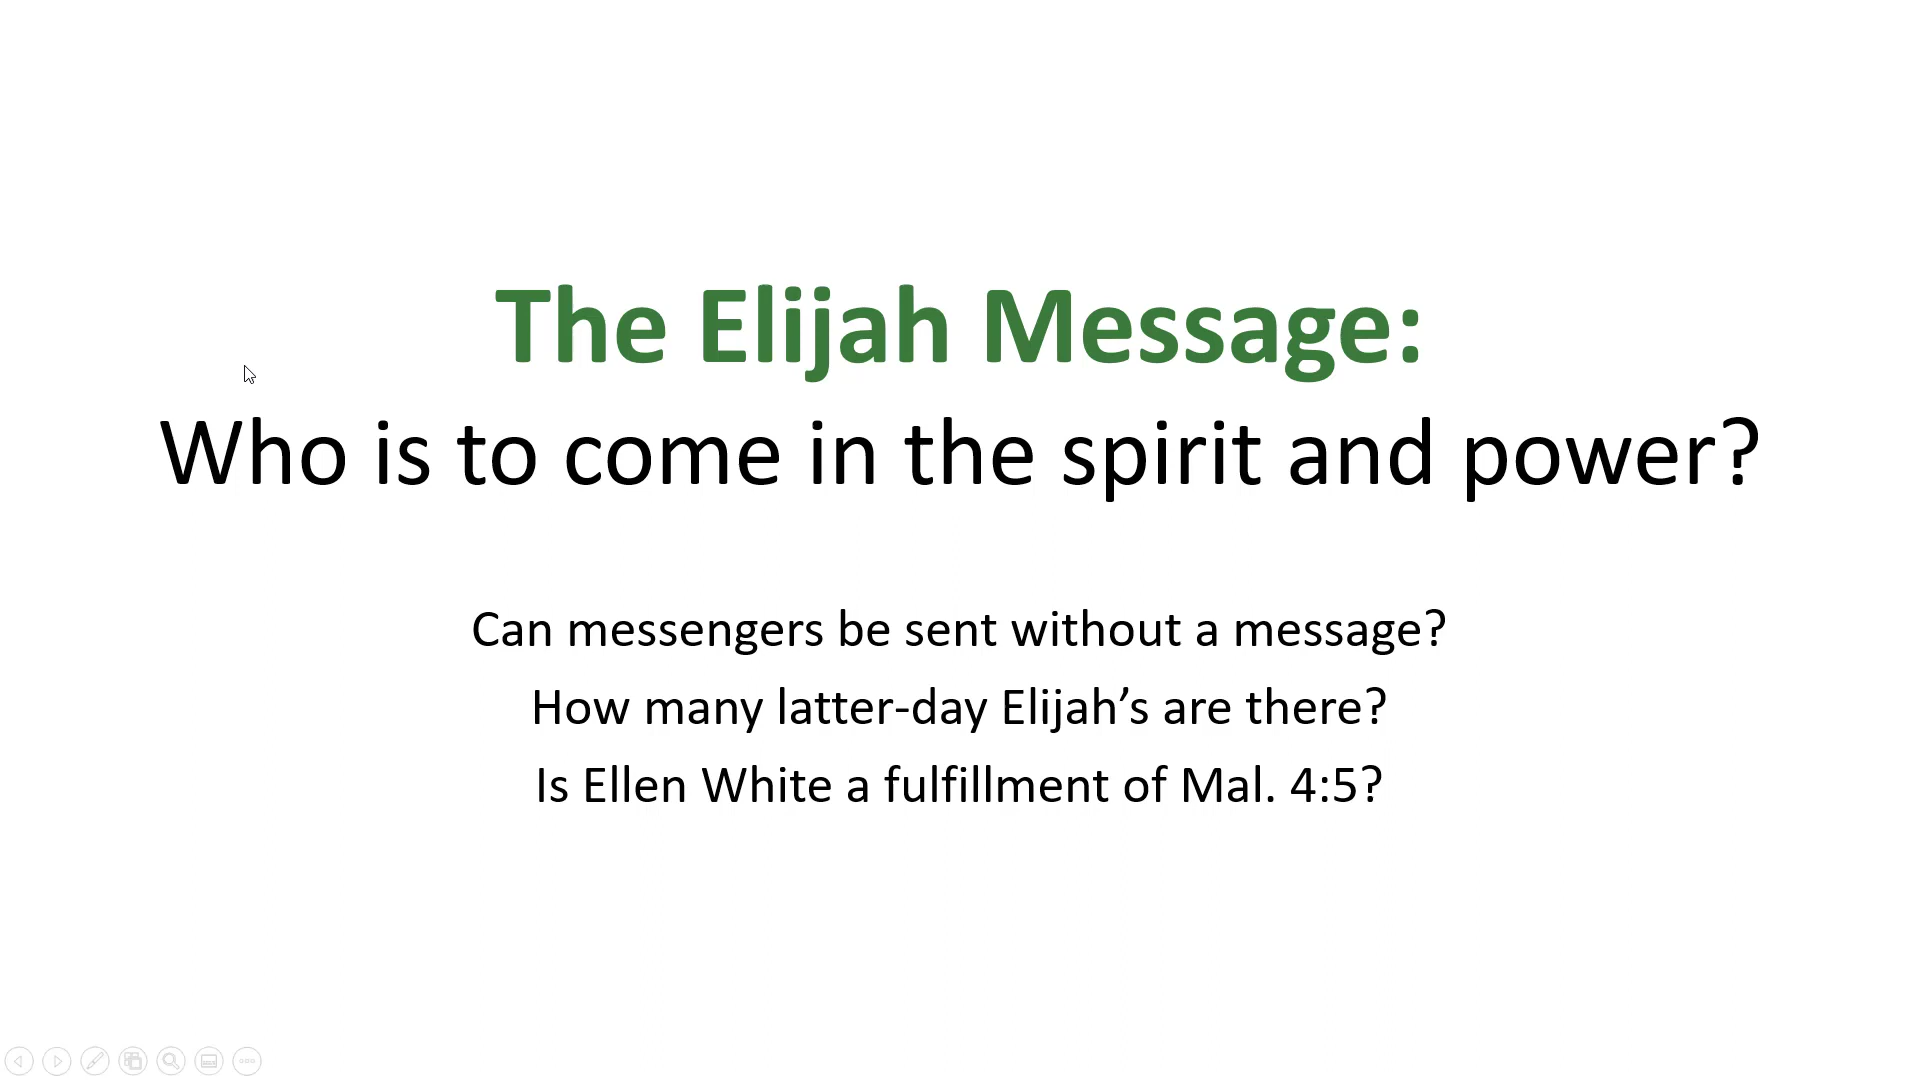 The Elijah Message:
Who is to come in the spirit and power?
Can messengers be sent without a message?
How many latter-day Elijah’s are there?
Is Ellen White a fulfillment of Mal. 4:5?